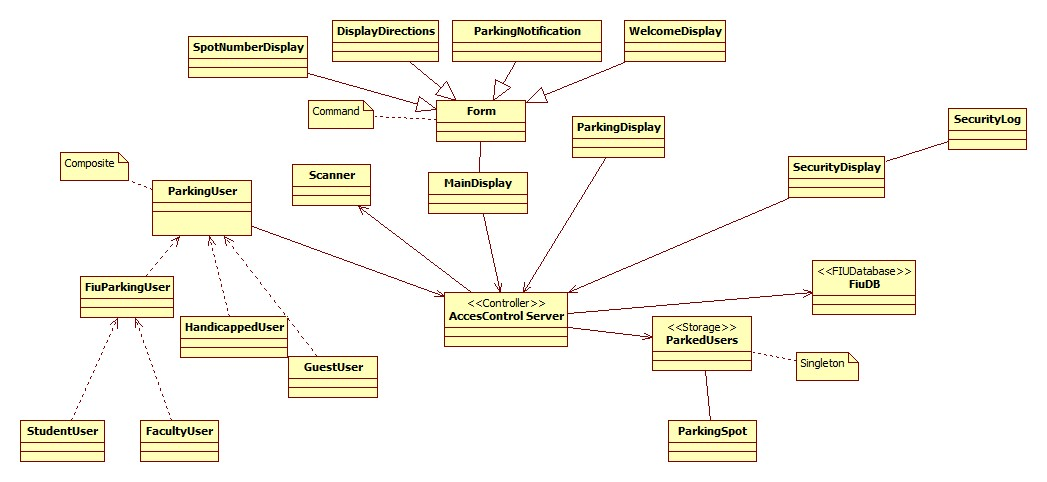 DisplayDirections
ParkingNotification
WelcomeDisplay
SpotNumberDisplay
Command
Form
ParkingDisplay
SecurityLog
Composite
ParkingUser
Scanner
MainDisplay
SecurityDisplay
FiuParkingUser
<<Controller>>
AccesControl Server
<<FIUDatabase>>
FiuDB
HandicappedUser
<<Storage>>
ParkedUsers
GuestUser
Singleton
StudentUser
FacultyUser
ParkingSpot